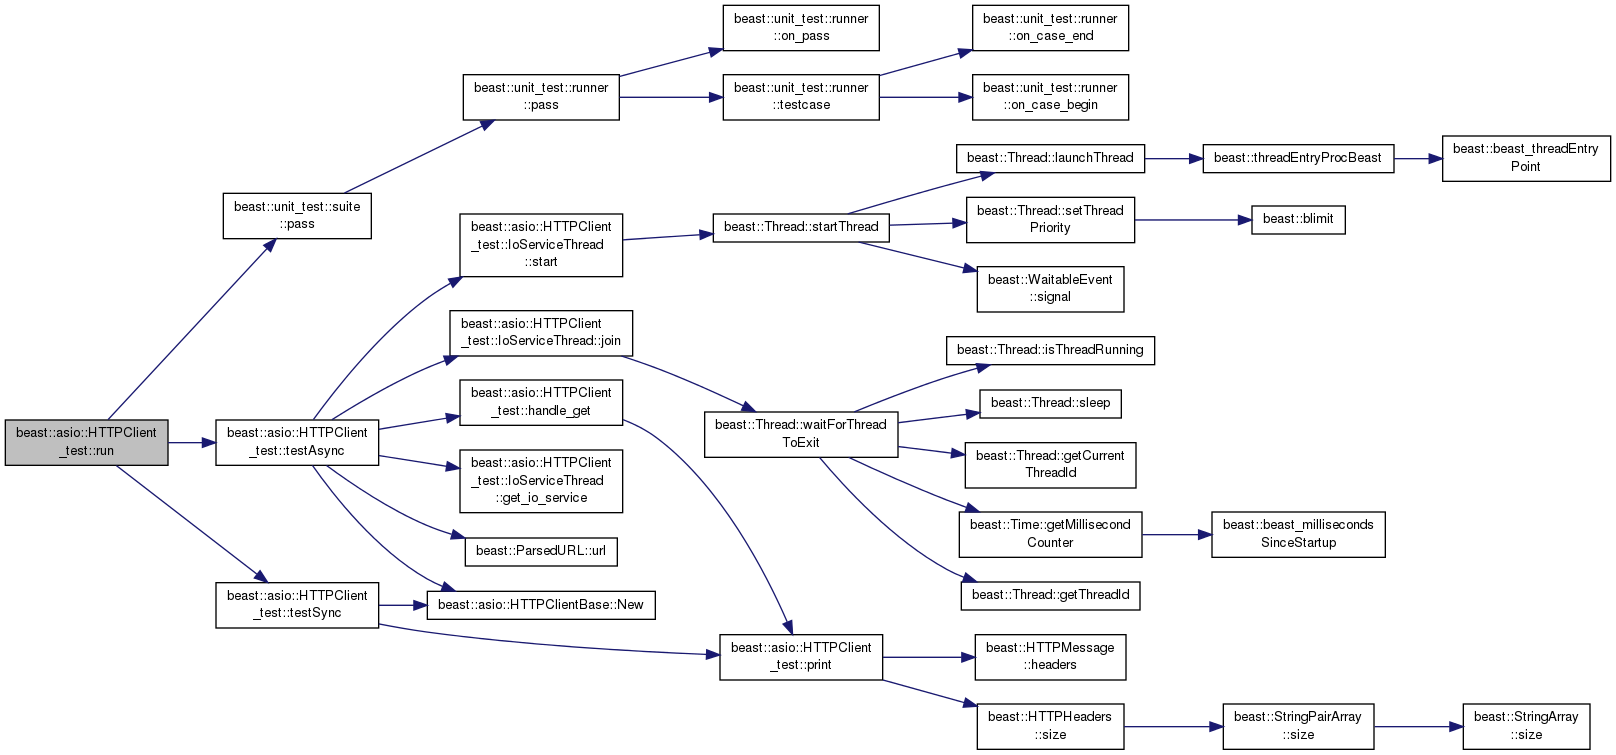 beast::unit_test::runner
::on_pass
beast::unit_test::runner
::on_case_end
beast::unit_test::runner
::pass
beast::unit_test::runner
::testcase
beast::unit_test::runner
::on_case_begin
beast::Thread::launchThread
beast::threadEntryProcBeast
beast::beast_threadEntry
Point
beast::unit_test::suite
::pass
beast::asio::HTTPClient
_test::IoServiceThread
::start
beast::Thread::startThread
beast::Thread::setThread
Priority
beast::blimit
beast::WaitableEvent
::signal
beast::asio::HTTPClient
_test::IoServiceThread::join
beast::Thread::isThreadRunning
beast::asio::HTTPClient
_test::handle_get
beast::Thread::sleep
beast::asio::HTTPClient
_test::run
beast::asio::HTTPClient
_test::testAsync
beast::Thread::waitForThread
ToExit
beast::Thread::getCurrent
ThreadId
beast::asio::HTTPClient
_test::IoServiceThread
::get_io_service
beast::Time::getMillisecond
Counter
beast::beast_milliseconds
SinceStartup
beast::ParsedURL::url
beast::asio::HTTPClient
_test::testSync
beast::asio::HTTPClientBase::New
beast::Thread::getThreadId
beast::asio::HTTPClient
_test::print
beast::HTTPMessage
::headers
beast::HTTPHeaders
::size
beast::StringPairArray
::size
beast::StringArray
::size